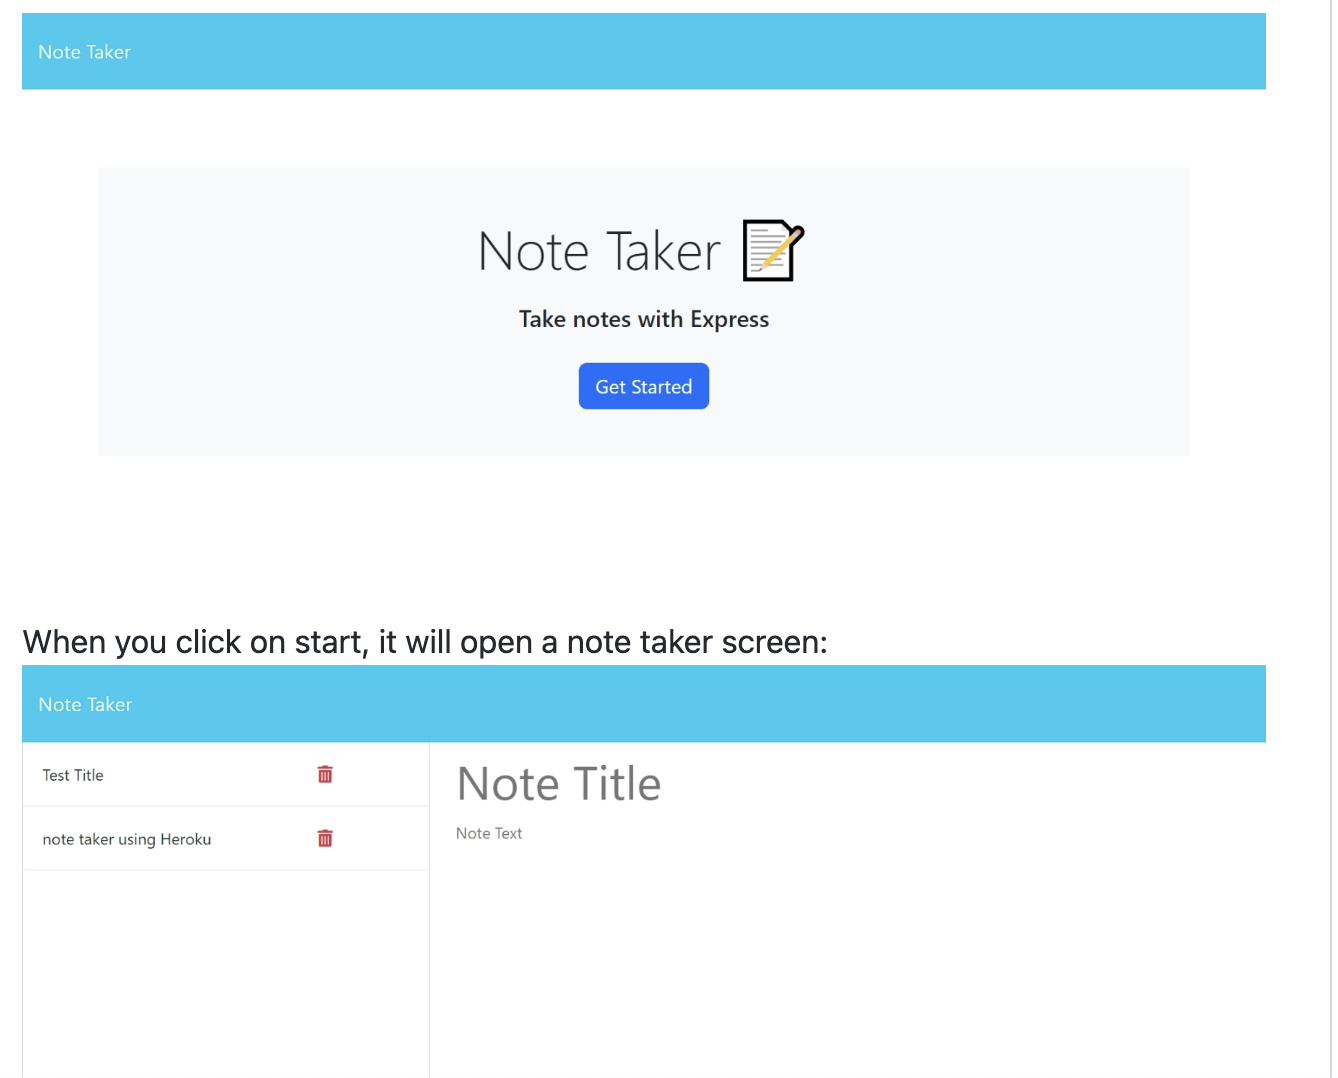 Note Taker
Note Taker
Take notes with Express
Get Started
When you click on start, it will open a note taker screen:
Note Taker
Test Title
note taker using Heroku
Note Title
Note Text